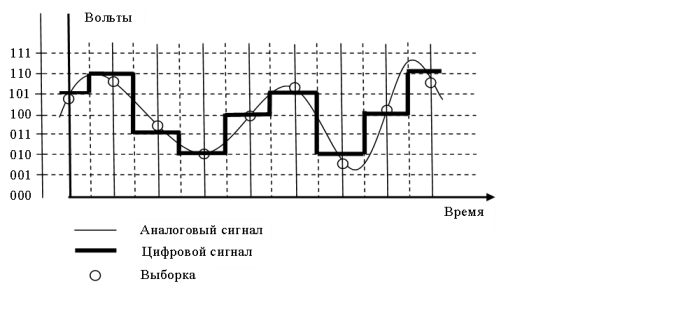 Вольты
111
110
101
100
011
010
001
000
Время
Аналоговый сигнал
Цифровой сигнал
Выборка